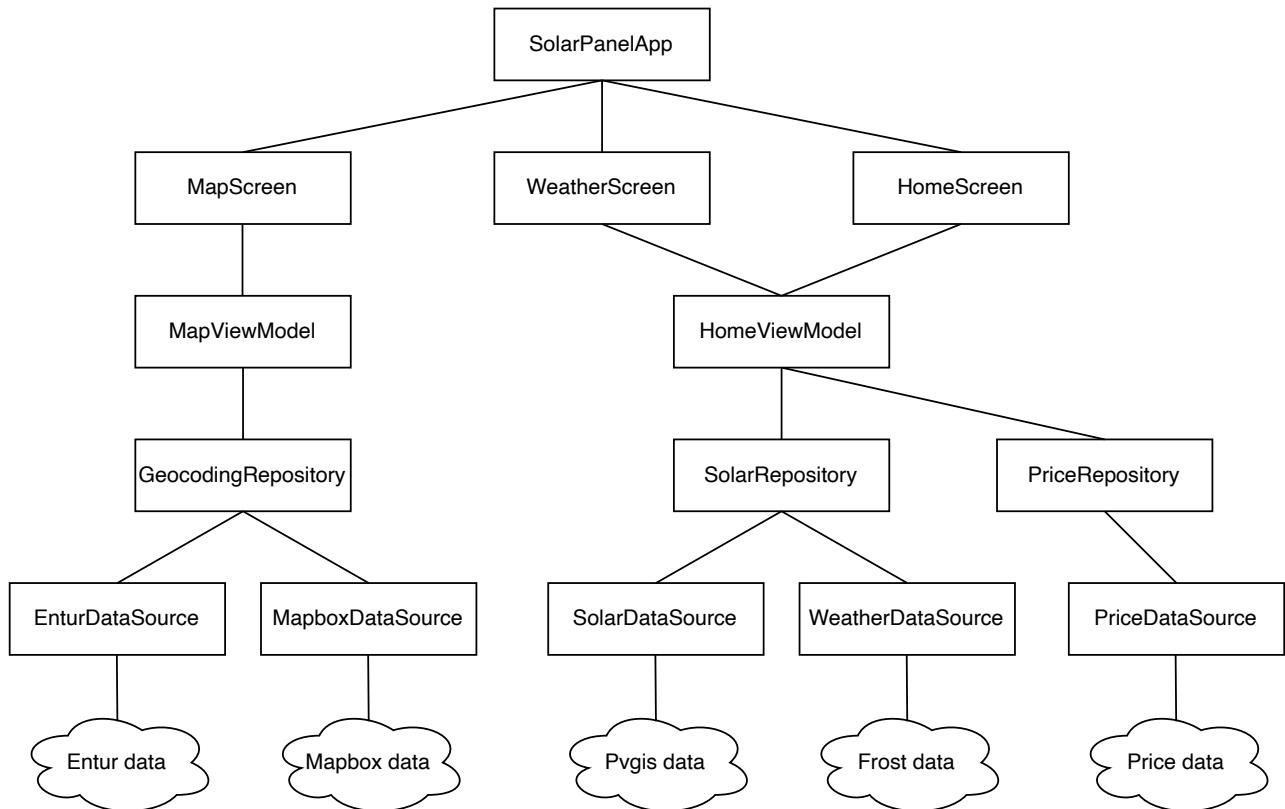 SolarPanelApp
MapScreen
WeatherScreen
HomeScreen
MapViewModel
HomeViewModel
GeocodingRepository
SolarRepository
PriceRepository
EnturDataSource
MapboxDataSource
SolarDataSource
WeatherDataSource
PriceDataSource
Entur data
Mapbox data
Pvgis data
Frost data
Price data